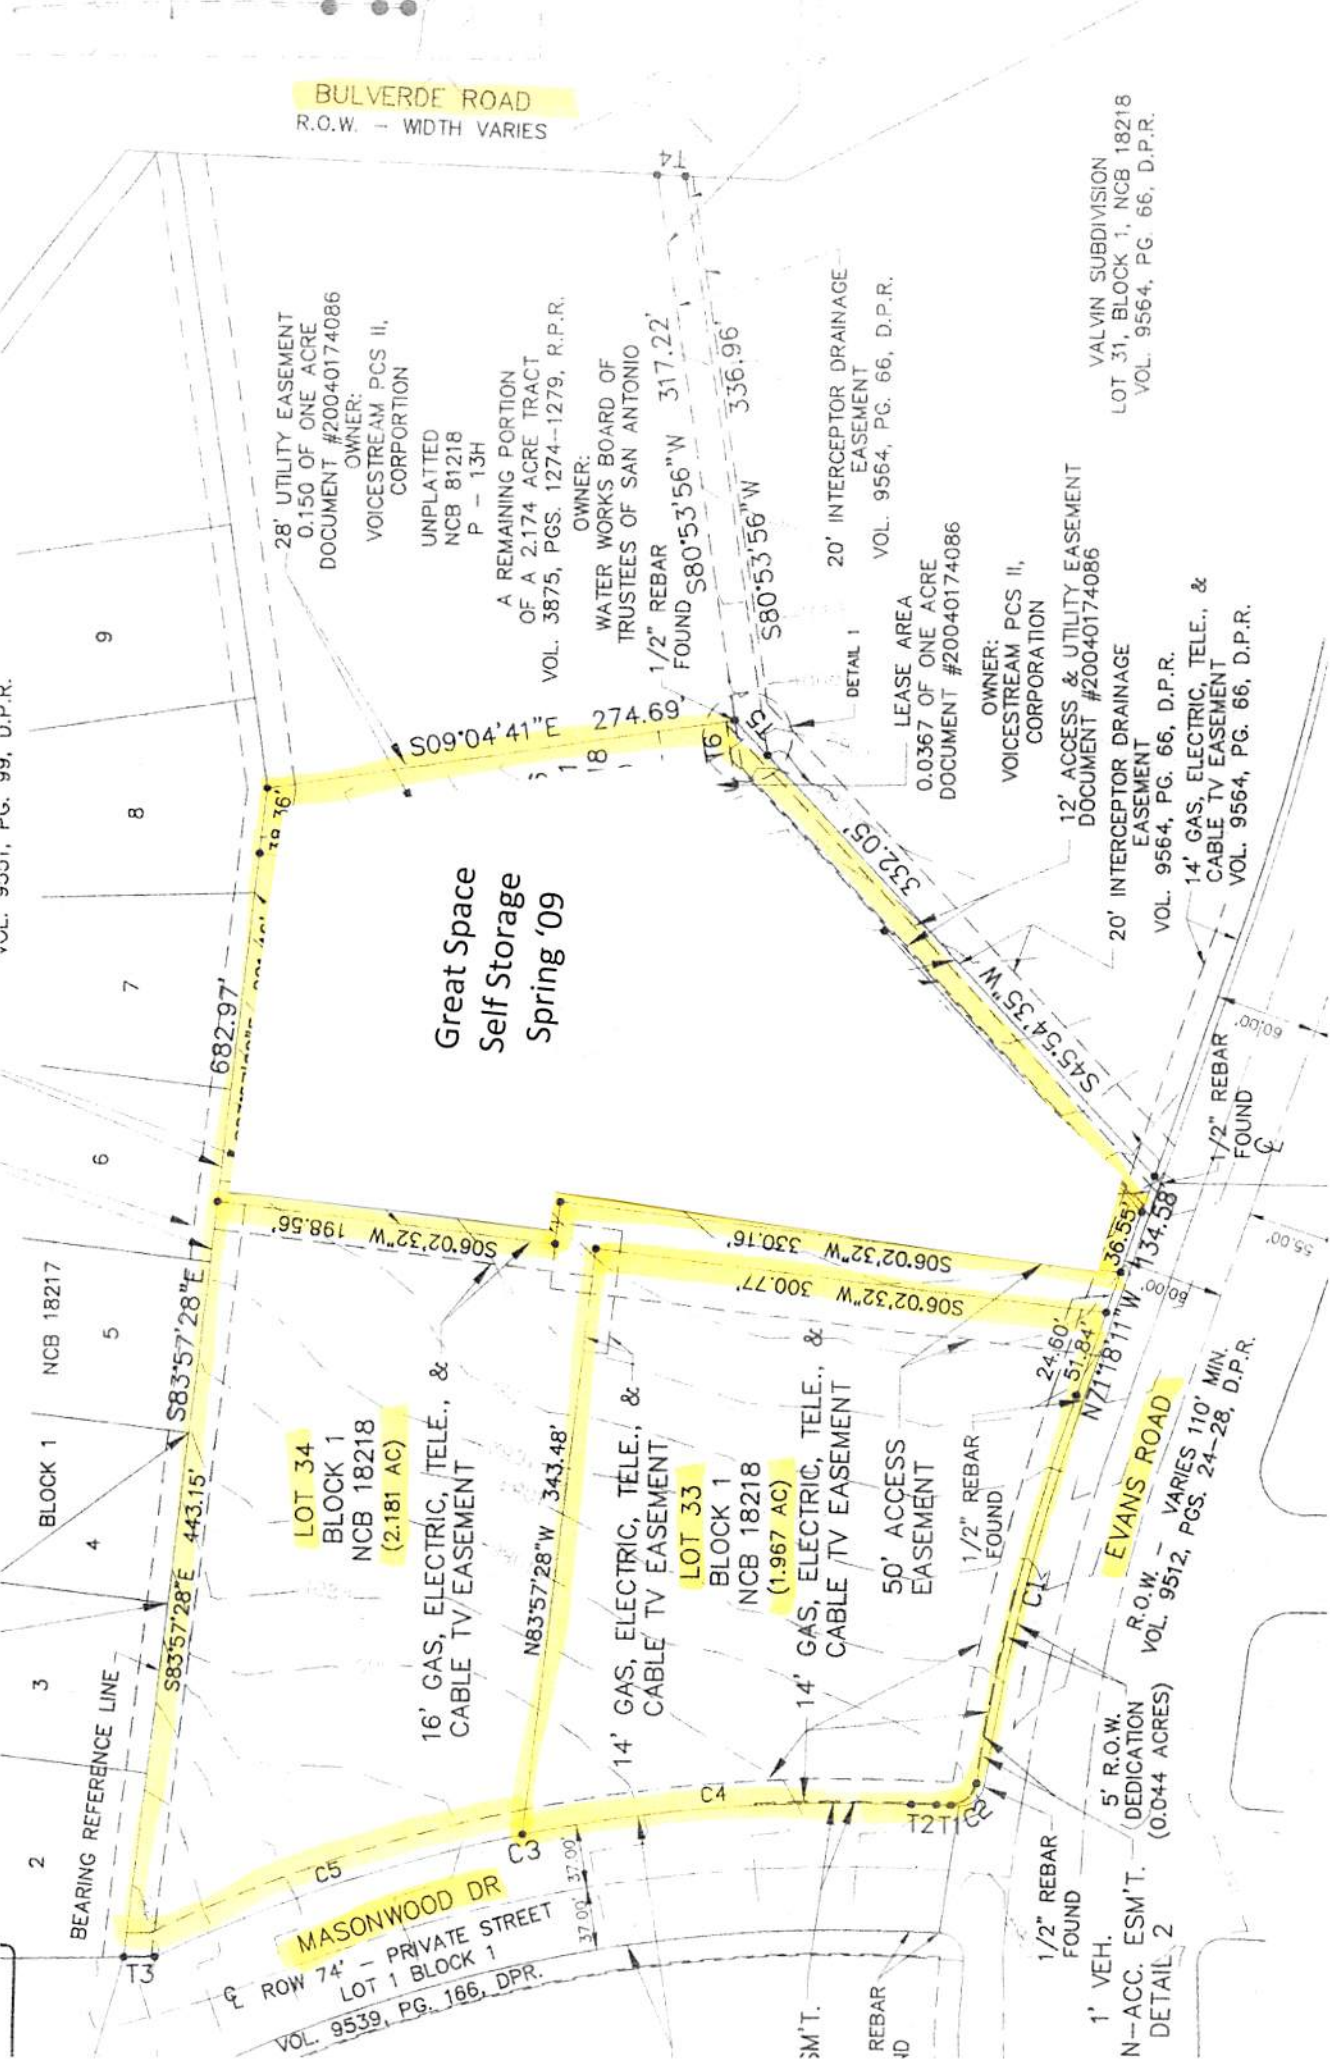 BULVERDE ROAD
R.O.W. – WIDTH VARIES
T4
28' UTILITY EASEMENT
0.150 OF ONE ACRE
DOCUMENT #20040174086
OWNER:
VOICESTREAM PCS II,
CORPORTION
UNPLATTED
NCB 81218
P – 13H
A REMAINING PORTION
OF A 2.174 ACRE TRACT
VOL. 3875, PGS. 1274–1279, R.P.R.
OWNER:
WATER WORKS BOARD OF
TRUSTEES OF SAN ANTONIO
1/2" REBAR
FOUND
S80°53'56"W 317.22'
S80°53'56"W 336.96'
20' INTERCEPTOR DRAINAGE
EASEMENT
VOL. 9564, PG. 66, D.P.R.
VALVIN SUBDIVISION
LOT 31, BLOCK 1, NCB 18218
VOL. 9564, PG. 66, D.P.R.
DETAIL 1
LEASE AREA
0.0367 OF ONE ACRE
DOCUMENT #20040174086
OWNER:
VOICESTREAM PCS II,
CORPORATION
12' ACCESS & UTILITY EASEMENT
DOCUMENT #20040174086
20' INTERCEPTOR DRAINAGE
EASEMENT
VOL. 9564, PG. 66, D.P.R.
14' GAS, ELECTRIC, TELE., &
CABLE TV EASEMENT
VOL. 9564, PG. 66, D.P.R.
VOL. 9551, PG. 99, D.P.R.
9
8
7
6
5
4
3
2
NCB 18217
BLOCK 1
S09°04'41"E 274.69'
T6
T5
682.97'
Great Space
Self Storage
Spring '09
332.05'
S45°54'35"W
1/2" REBAR
FOUND
60.00'
55.00'
60.00'
S06°02'32"W 198.56'
S06°02'32"W 330.16'
S06°02'32"W 300.77'
36.55'
134.58'
24.60'
51.84'
N71°18'11"W
S83°57'28"E
S83°57'28"E 443.15'
LOT 34
BLOCK 1
NCB 18218
(2.181 AC)
16' GAS, ELECTRIC, TELE., &
CABLE TV EASEMENT
N83°57'28"W 343.48'
14' GAS, ELECTRIC, TELE., &
CABLE TV EASEMENT
LOT 33
BLOCK 1
NCB 18218
(1.967 AC)
14' GAS, ELECTRIC, TELE., &
CABLE TV EASEMENT
50' ACCESS
EASEMENT
1/2" REBAR
FOUND
EVANS ROAD
R.O.W. – VARIES 110' MIN.
VOL. 9512, PGS. 24–28, D.P.R.
C1
BEARING REFERENCE LINE
T3
C5
C3
C4
T2
T1
C2
MASONWOOD DR
℄ ROW 74' – PRIVATE STREET
LOT 1 BLOCK 1
VOL. 9539, PG. 166, DPR.
37.00'
37.00'
5' R.O.W.
DEDICATION
(0.044 ACRES)
1/2" REBAR
FOUND
1' VEH.
N–ACC. ESM'T.
DETAIL 2
SM'T.
REBAR
ND